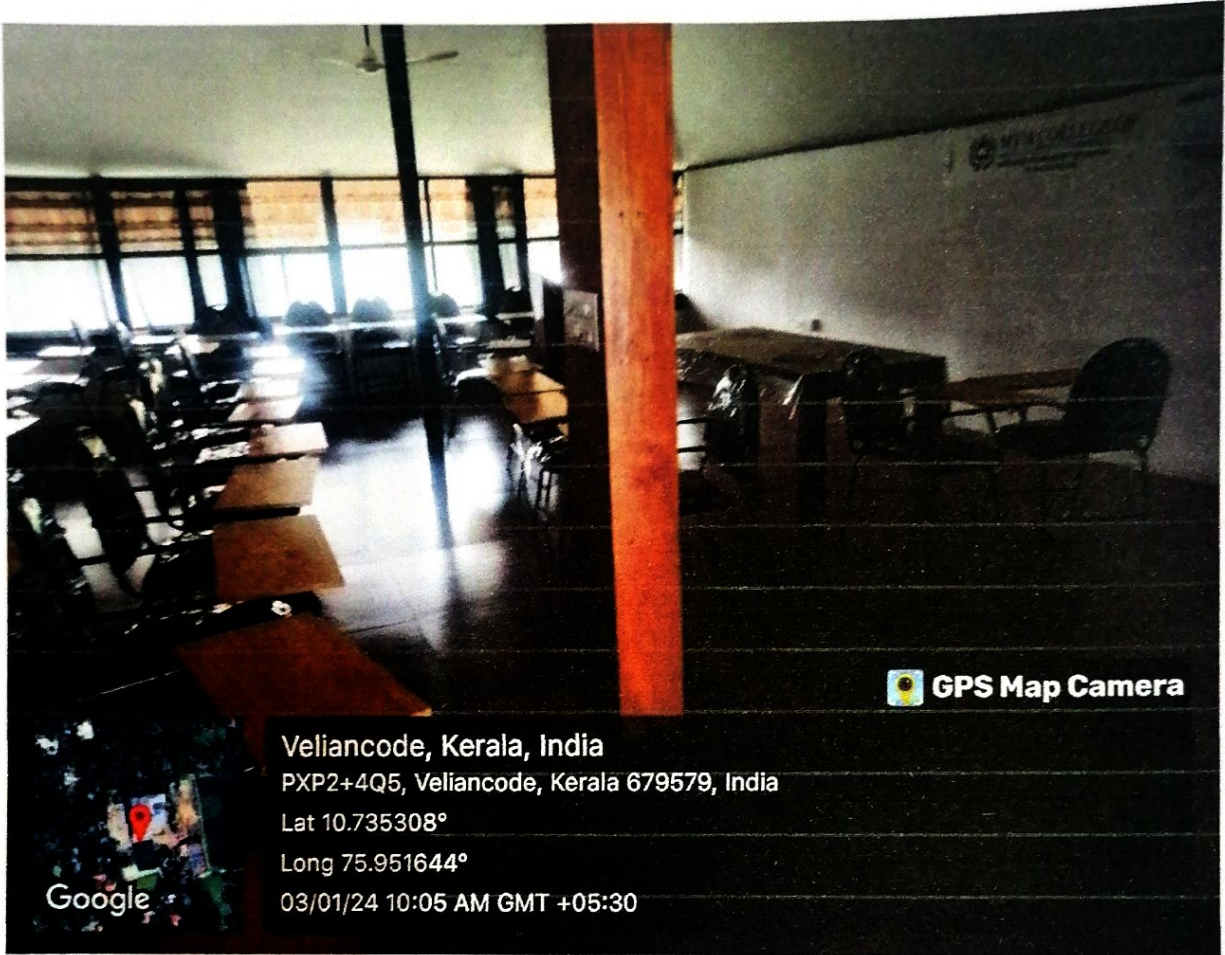 GPS Map Camera
Veliancode, Kerala, India
PXP2+4Q5, Veliancode, Kerala 679579, India
Lat 10.735308°
Long 75.951644°
03/01/24 10:05 AM GMT +05:30
Google